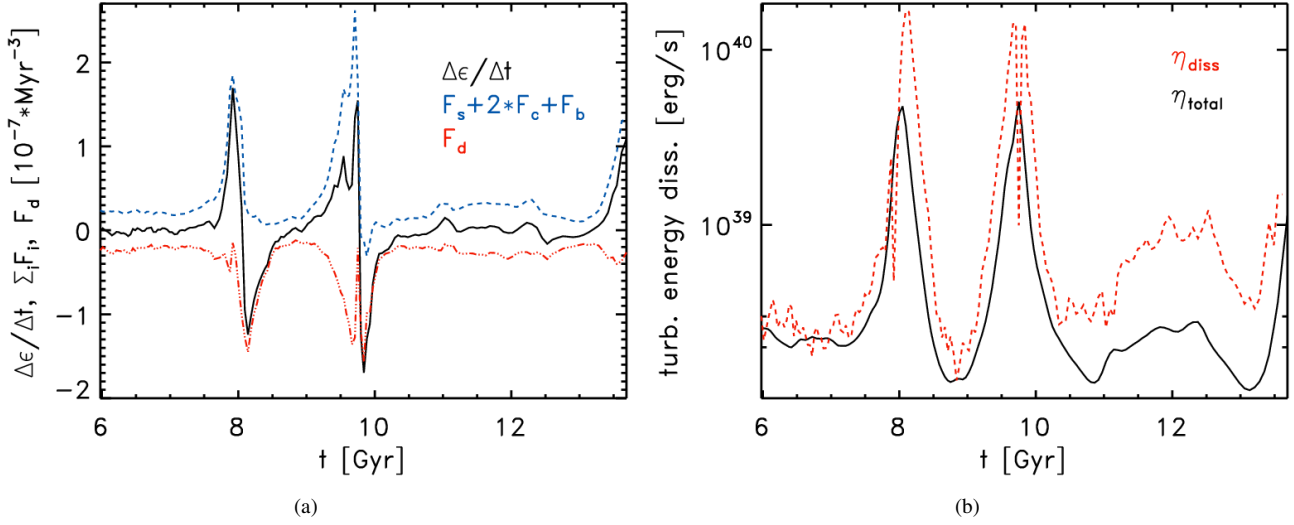 Δϵ/Δt, Σ_iF_i, F_d [10^-7*Myr^-3]
2
1
0
−1
−2
Δϵ/Δt
F_s+2*F_c+F_b
F_d
6
8
10
12
t [Gyr]
(a)
turb. energy diss. [erg/s]
10^40
10^39
η_diss
η_total
6
8
10
12
t [Gyr]
(b)